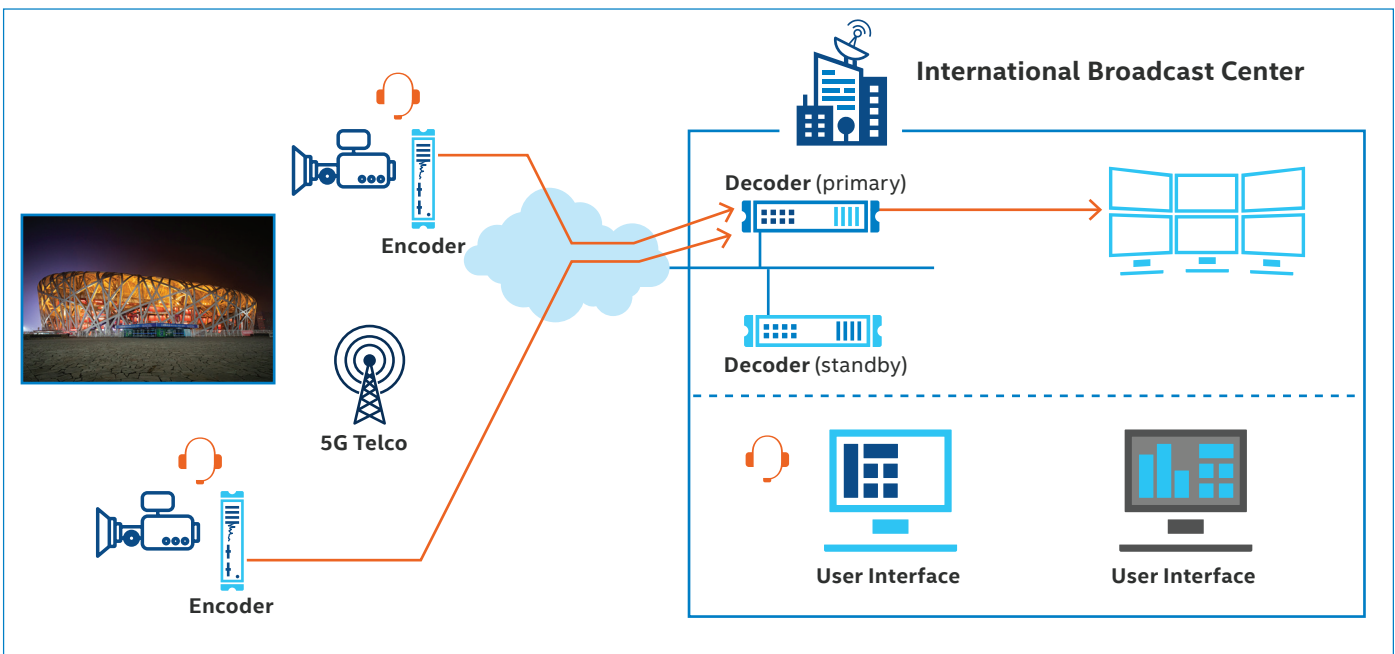 International Broadcast Center
Decoder (primary)
Encoder
Decoder (standby)
5G Telco
User Interface
User Interface
Encoder